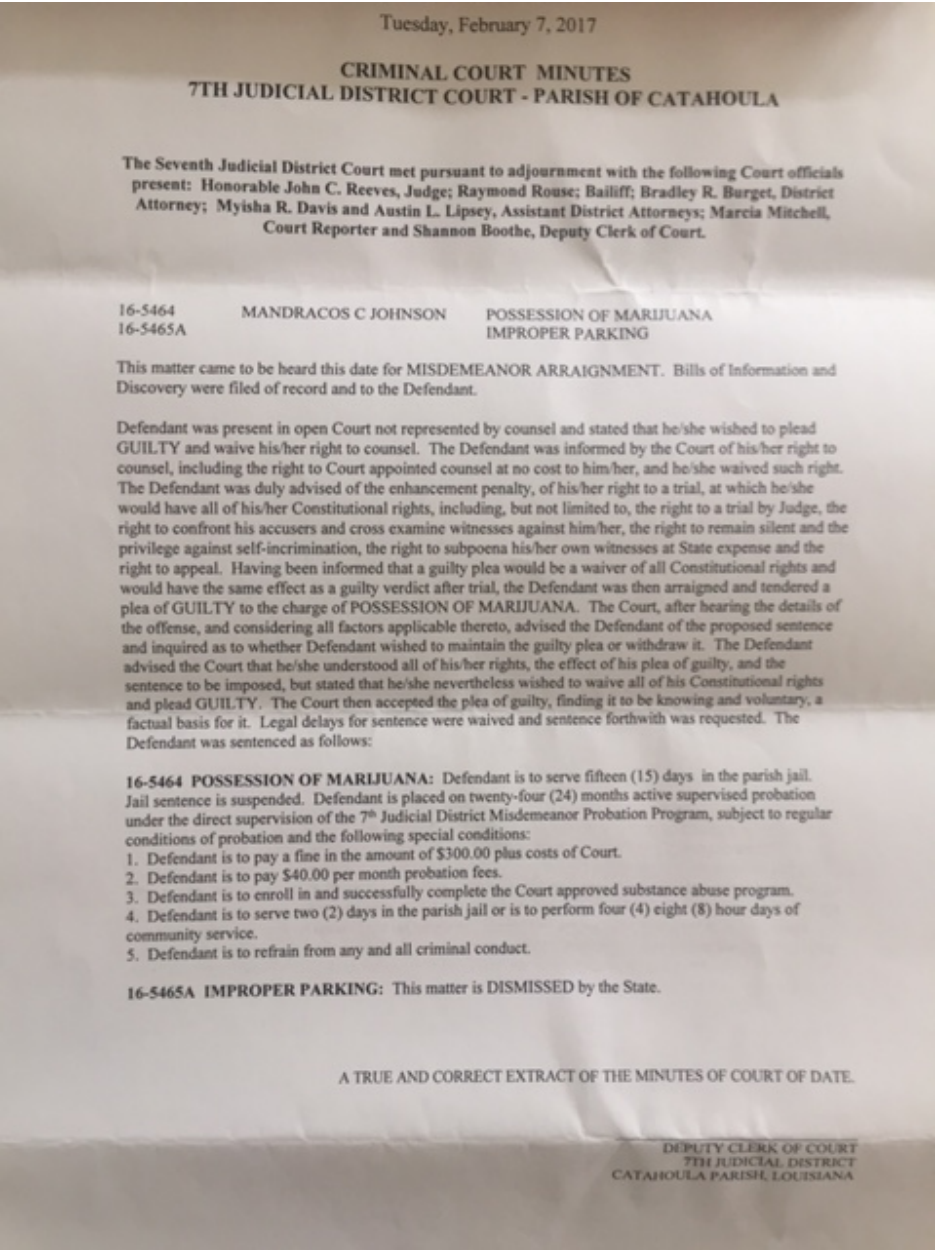 Tuesday, February 7, 2017
CRIMINAL COURT MINUTES
7TH JUDICIAL DISTRICT COURT - PARISH OF CATAHOULA
The Seventh Judicial District Court met pursuant to adjournment with the following Court officials
present: Honorable John C. Reeves, Judge; Raymond Rouse; Bailiff; Bradley R. Burget, District
Attorney; Myisha R. Davis and Austin L. Lipsey, Assistant District Attorneys; Marcia Mitchell,
Court Reporter and Shannon Boothe, Deputy Clerk of Court.
16-5464 MANDRACOS C JOHNSON POSSESSION OF MARIJUANA
16-5465A IMPROPER PARKING
This matter came to be heard this date for MISDEMEANOR ARRAIGNMENT. Bills of Information and
Discovery were filed of record and to the Defendant.
Defendant was present in open Court not represented by counsel and stated that he/she wished to plead
GUILTY and waive his/her right to counsel. The Defendant was informed by the Court of his/her right to
counsel, including the right to Court appointed counsel at no cost to him/her, and he/she waived such right.
The Defendant was duly advised of the enhancement penalty, of his/her right to a trial, at which he/she
would have all of his/her Constitutional rights, including, but not limited to, the right to a trial by Judge, the
right to confront his accusers and cross examine witnesses against him/her, the right to remain silent and the
privilege against self-incrimination, the right to subpoena his/her own witnesses at State expense and the
right to appeal. Having been informed that a guilty plea would be a waiver of all Constitutional rights and
would have the same effect as a guilty verdict after trial, the Defendant was then arraigned and tendered a
plea of GUILTY to the charge of POSSESSION OF MARIJUANA. The Court, after hearing the details of
the offense, and considering all factors applicable thereto, advised the Defendant of the proposed sentence
and inquired as to whether Defendant wished to maintain the guilty plea or withdraw it. The Defendant
advised the Court that he/she understood all of his/her rights, the effect of his plea of guilty, and the
sentence to be imposed, but stated that he/she nevertheless wished to waive all of his Constitutional rights
and plead GUILTY. The Court then accepted the plea of guilty, finding it to be knowing and voluntary, a
factual basis for it. Legal delays for sentence were waived and sentence forthwith was requested. The
Defendant was sentenced as follows:
16-5464 POSSESSION OF MARIJUANA: Defendant is to serve fifteen (15) days in the parish jail.
Jail sentence is suspended. Defendant is placed on twenty-four (24) months active supervised probation
under the direct supervision of the 7th Judicial District Misdemeanor Probation Program, subject to regular
conditions of probation and the following special conditions:
1. Defendant is to pay a fine in the amount of $300.00 plus costs of Court.
2. Defendant is to pay $40.00 per month probation fees.
3. Defendant is to enroll in and successfully complete the Court approved substance abuse program.
4. Defendant is to serve two (2) days in the parish jail or is to perform four (4) eight (8) hour days of
community service.
5. Defendant is to refrain from any and all criminal conduct.
16-5465A IMPROPER PARKING: This matter is DISMISSED by the State.
A TRUE AND CORRECT EXTRACT OF THE MINUTES OF COURT OF DATE.
DEPUTY CLERK OF COURT
7TH JUDICIAL DISTRICT
CATAHOULA PARISH, LOUISIANA